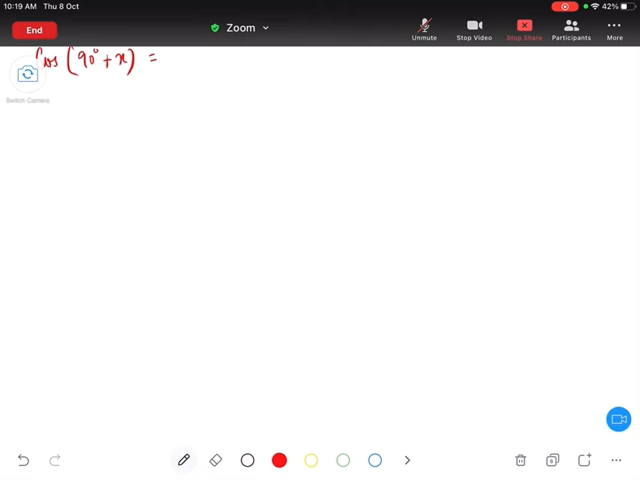 10:19 AM Thu 8 Oct
42%
End
Zoom
Unmute
Stop Video
Stop Share
Participants
More
Cos (90° + x) =
Switch Camera
6